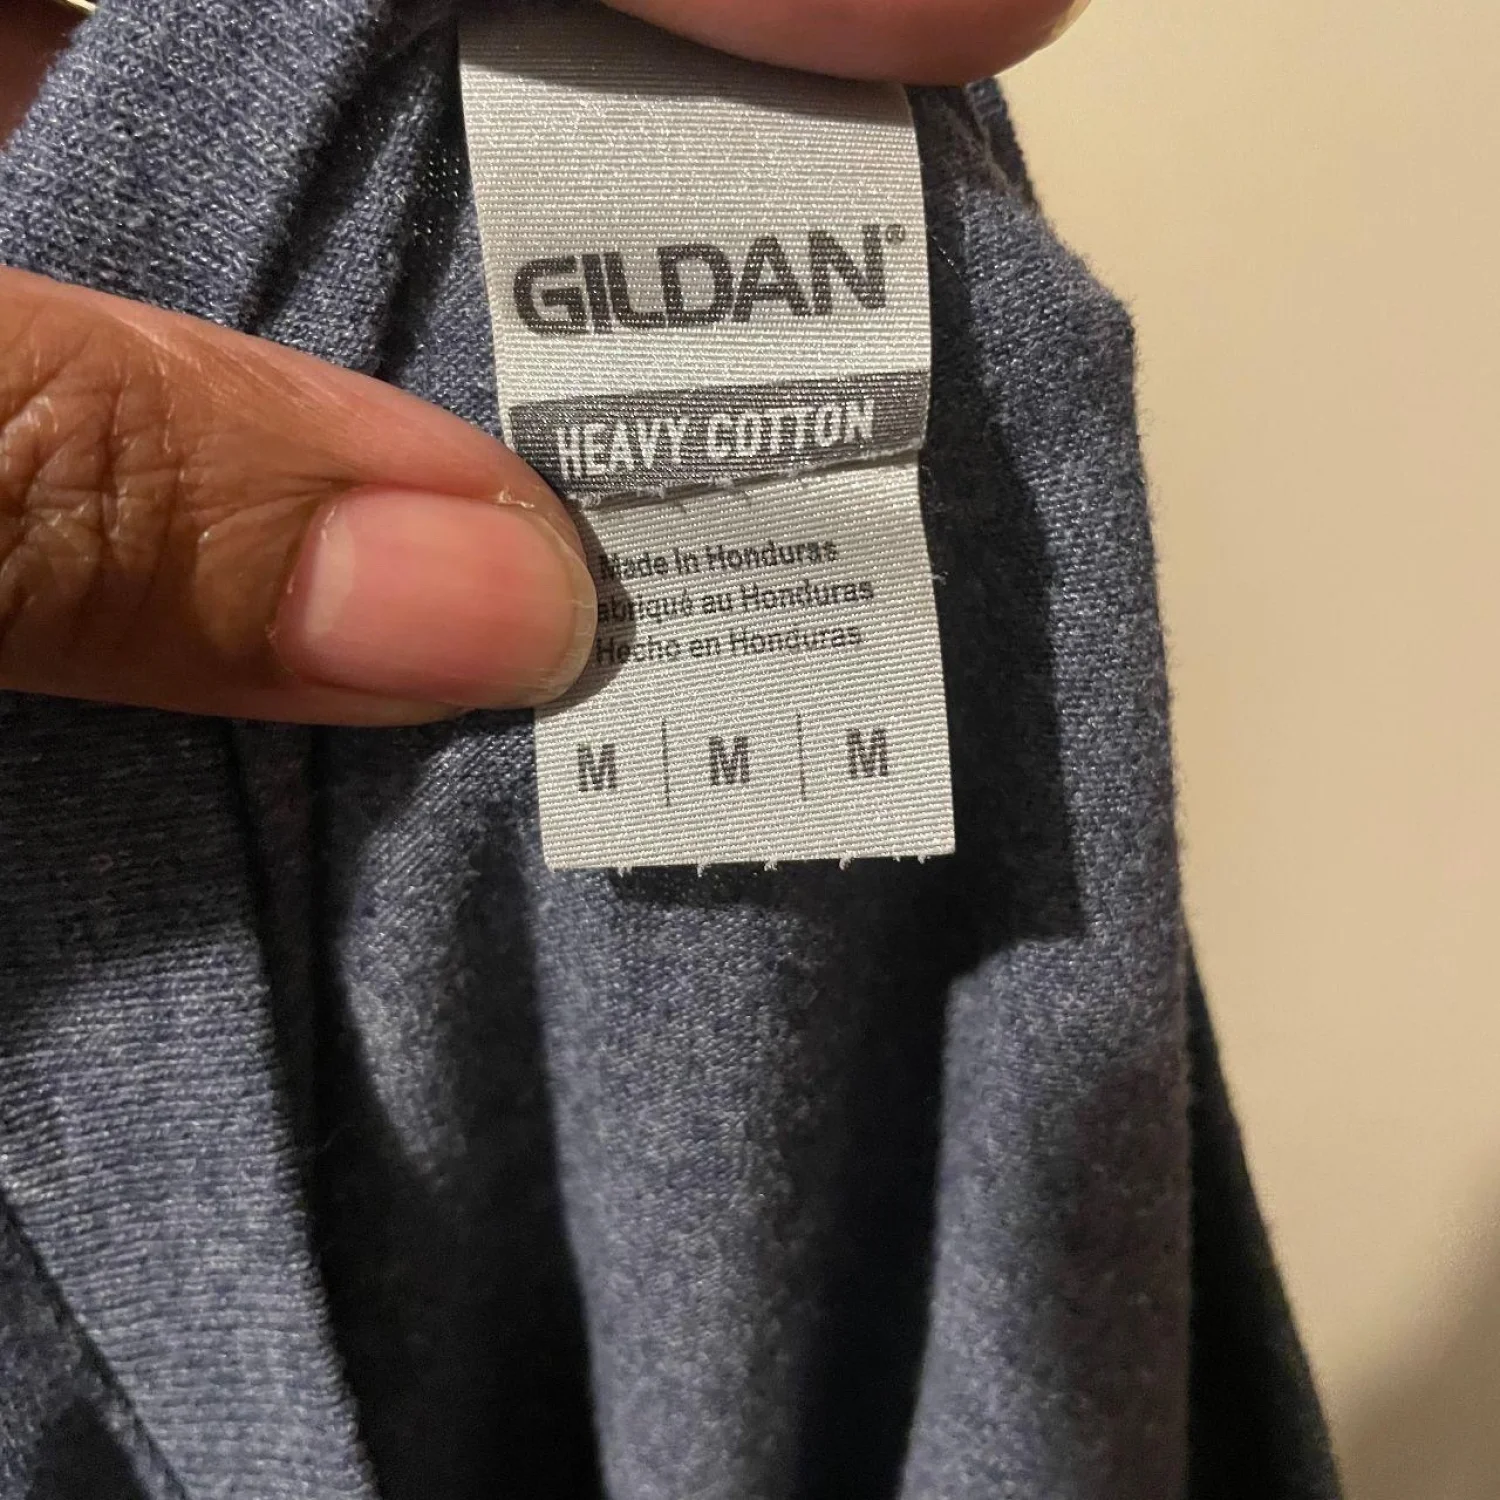 GILDAN®
HEAVY COTTON
Made In Honduras
abriqué au Honduras
Hecho en Honduras
M | M | M